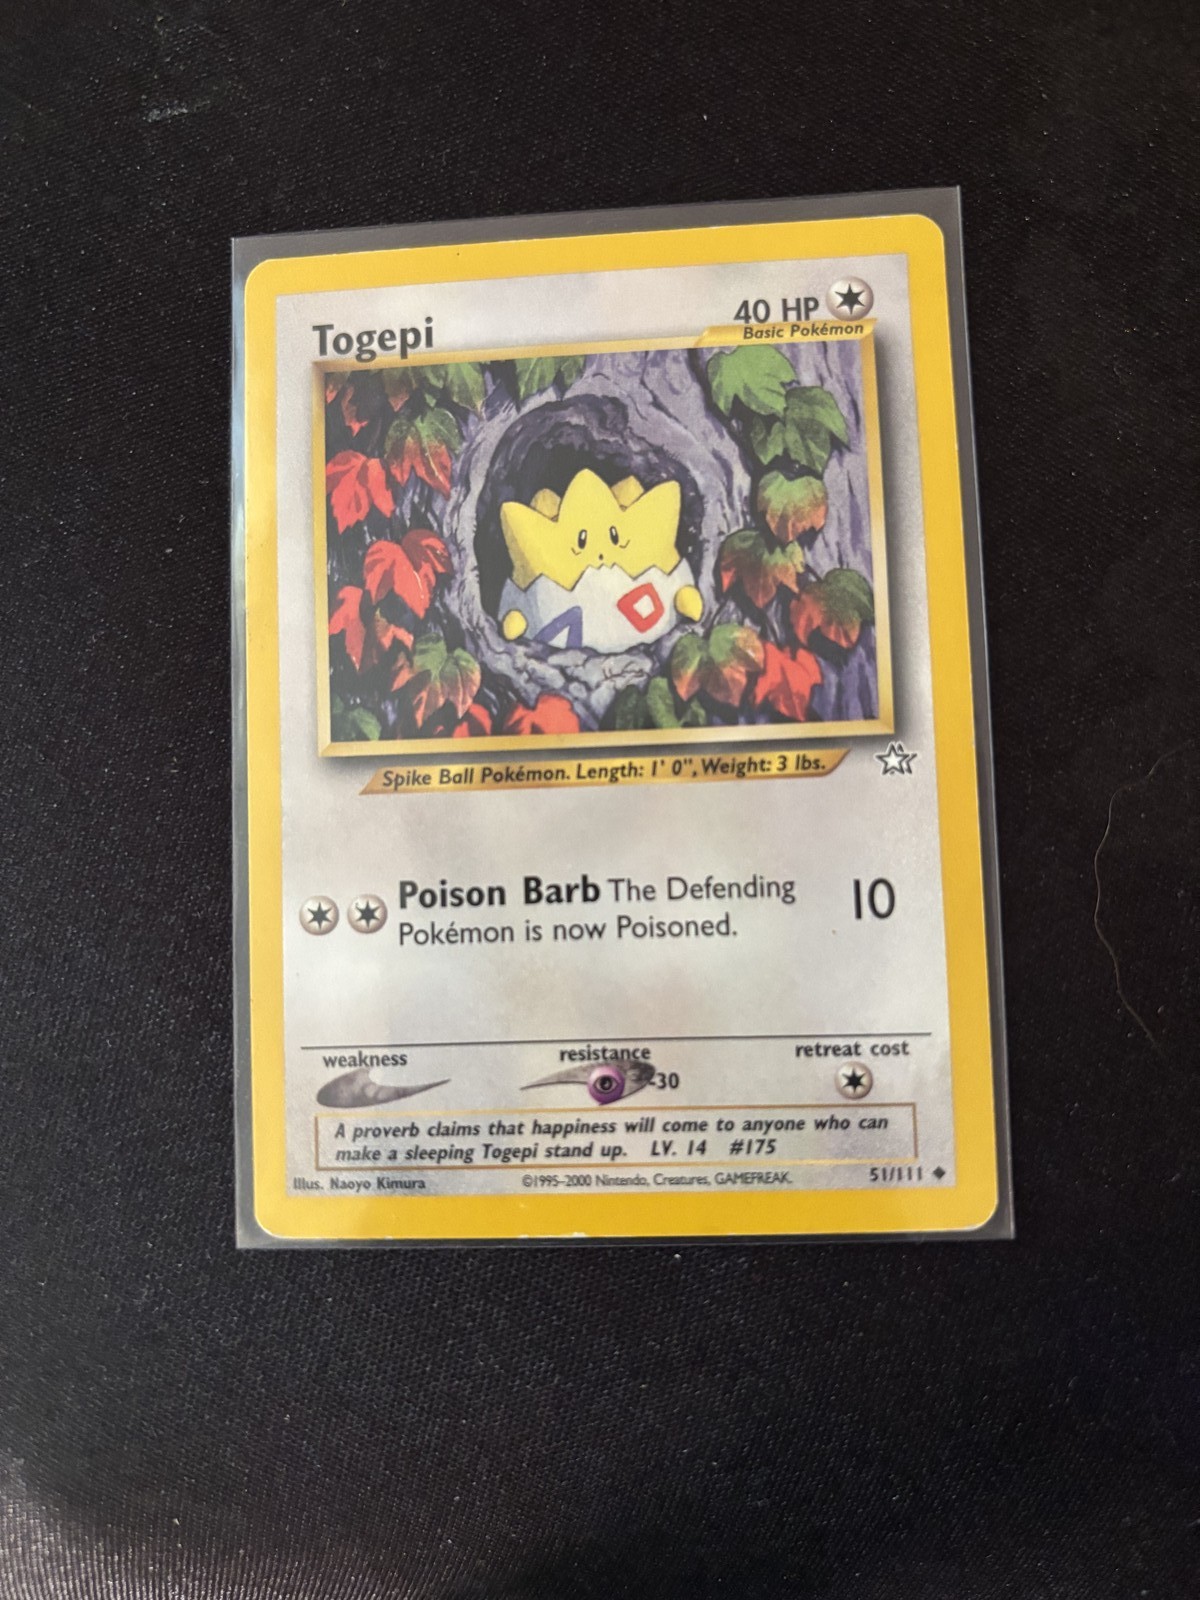 Togepi
40 HP
Basic Pokémon
Spike Ball Pokémon. Length: 1' 0", Weight: 3 lbs.
Poison Barb The Defending
Pokémon is now Poisoned.
10
weakness
resistance
-30
retreat cost
A proverb claims that happiness will come to anyone who can
make a sleeping Togepi stand up. LV. 14 #175
Illus. Naoyo Kimura
©1995-2000 Nintendo, Creatures, GAMEFREAK.
51/111